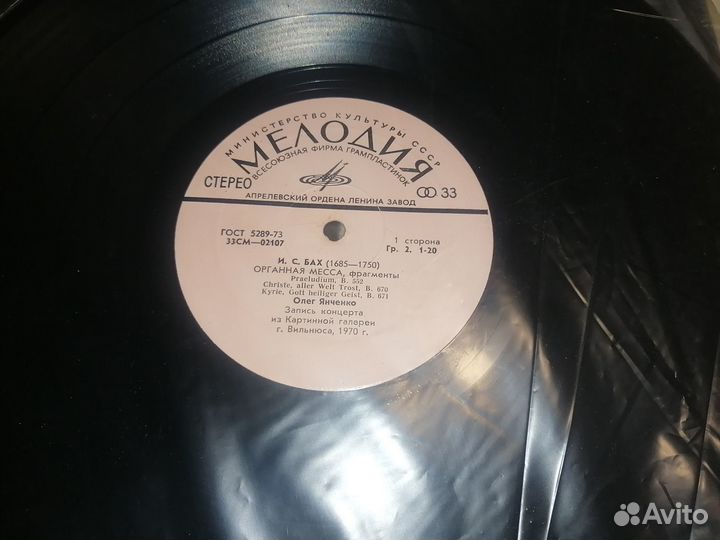 МИНИСТЕРСТВО КУЛЬТУРЫ СССР
МЕЛОДИЯ
ВСЕСОЮЗНАЯ ФИРМА ГРАМПЛАСТИНОК
СТЕРЕО
33
АПРЕЛЕВСКИЙ ОРДЕНА ЛЕНИНА ЗАВОД
ГОСТ 5289-73
33СМ—02107
1 сторона
Гр. 2. 1-20
И. С. БАХ (1685—1750)
ОРГАННАЯ МЕССА, фрагменты
Praeludium, B. 552
Christe, aller Welt Trost, B. 670
Kyrie, Gott heiliger Geist, B. 671
Олег Янченко
Запись концерта
из Картинной галереи
г. Вильнюса, 1970 г.
Avito